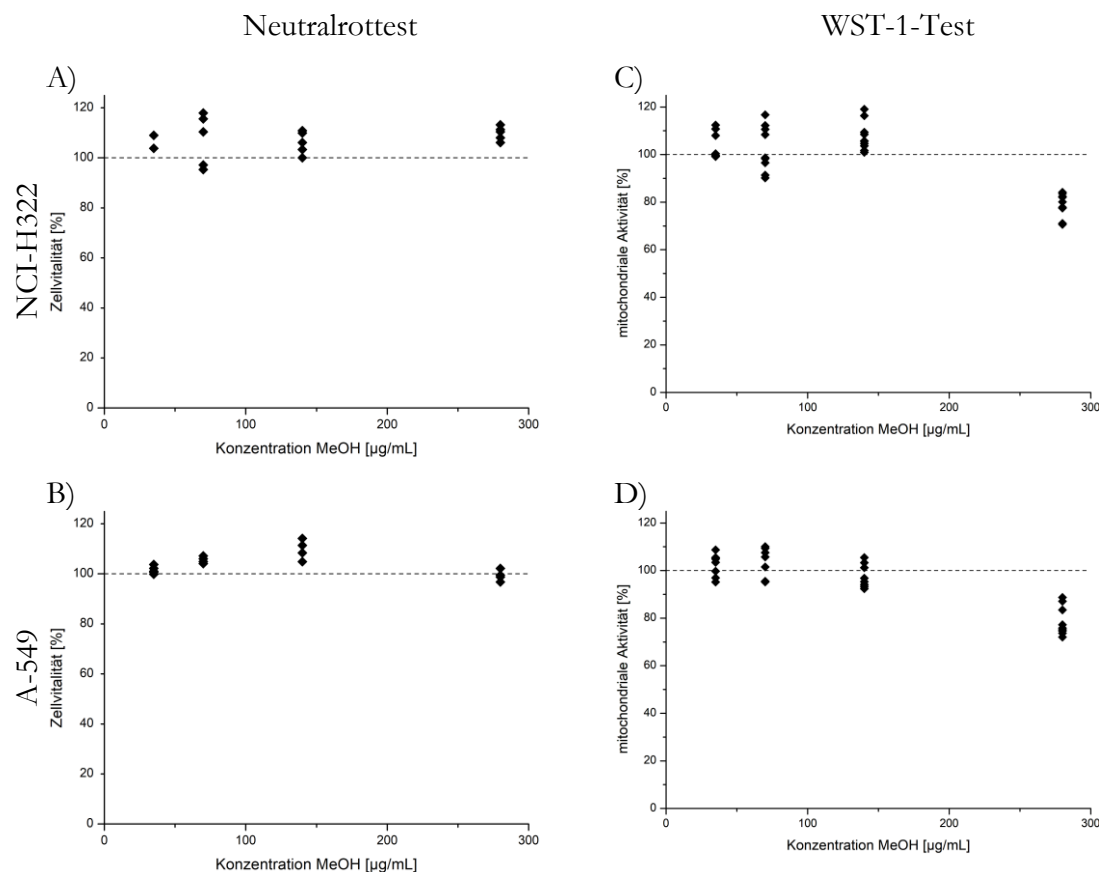 Neutralrottest
WST-1-Test
NCI-H322
A)
120
100
80
60
40
20
0
Zellvitalität [%]
0
100
200
300
Konzentration MeOH [µg/mL]
C)
120
100
80
60
40
20
0
mitochondriale Aktivität [%]
0
100
200
300
Konzentration MeOH [µg/mL]
A-549
B)
120
100
80
60
40
20
0
Zellvitalität [%]
0
100
200
300
Konzentration MeOH [µg/mL]
D)
120
100
80
60
40
20
0
mitochondriale Aktivität [%]
0
100
200
300
Konzentration MeOH [µg/mL]